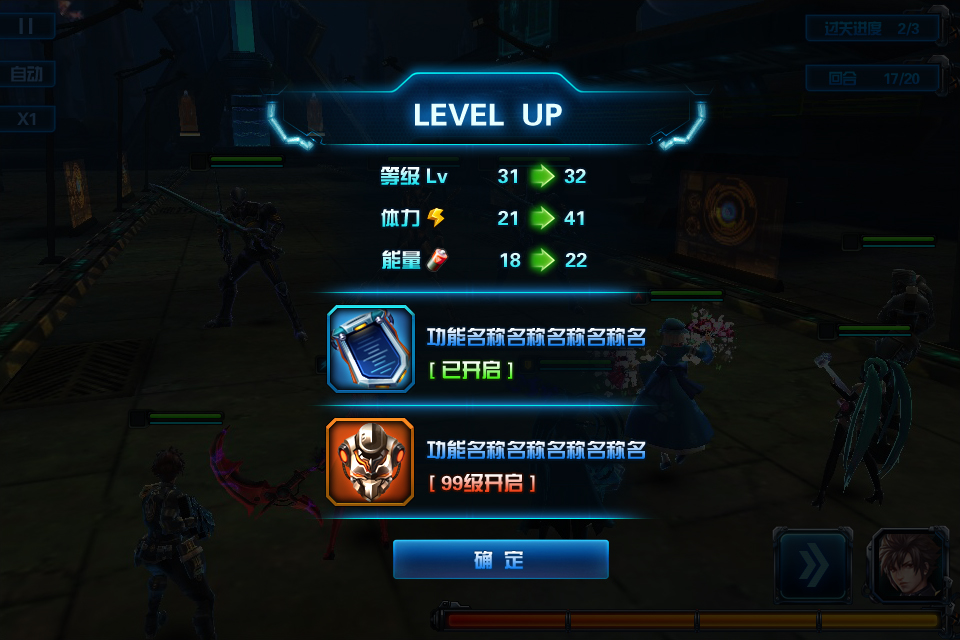 过关进度 2/3
自动
回合 17/20
X1
LEVEL UP
等级 Lv 31 32
体力 21 41
能量 18 22
功能名称名称名称名称名
[ 已开启 ]
功能名称名称名称名称名
[ 99级开启 ]
确 定